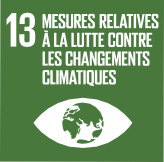 13 MESURES RELATIVES
À LA LUTTE CONTRE
LES CHANGEMENTS
CLIMATIQUES